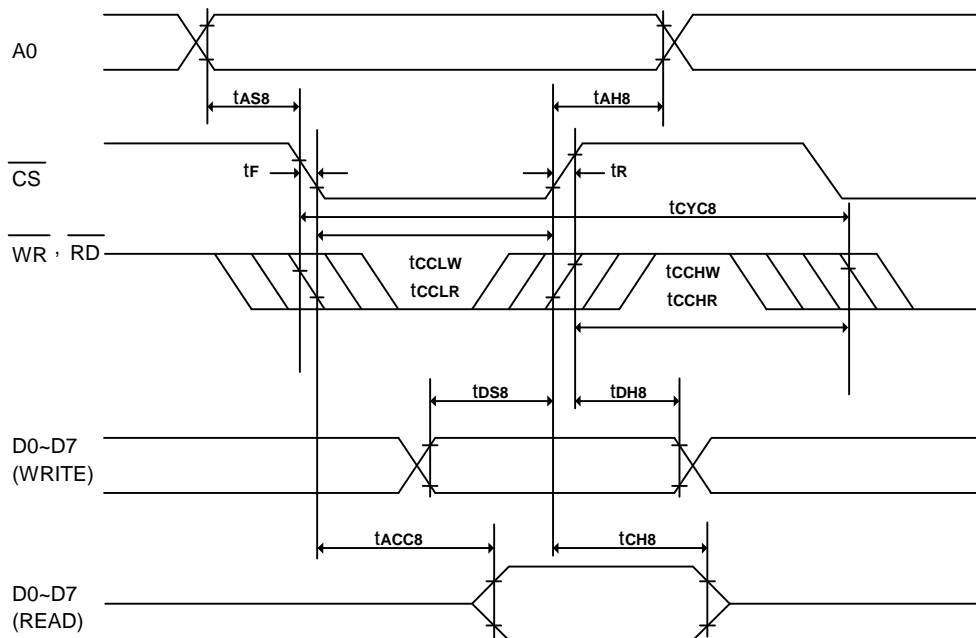 A0
tAS8
tAH8
CS
tF
tR
tCYC8
WR , RD
tCCLW
tCCLR
tCCHW
tCCHR
tDS8
tDH8
D0~D7
(WRITE)
tACC8
tCH8
D0~D7
(READ)